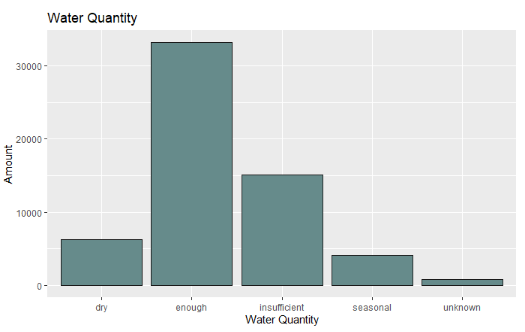 Water Quantity
Amount
30000
20000
10000
0
dry enough insufficient seasonal unknown
Water Quantity